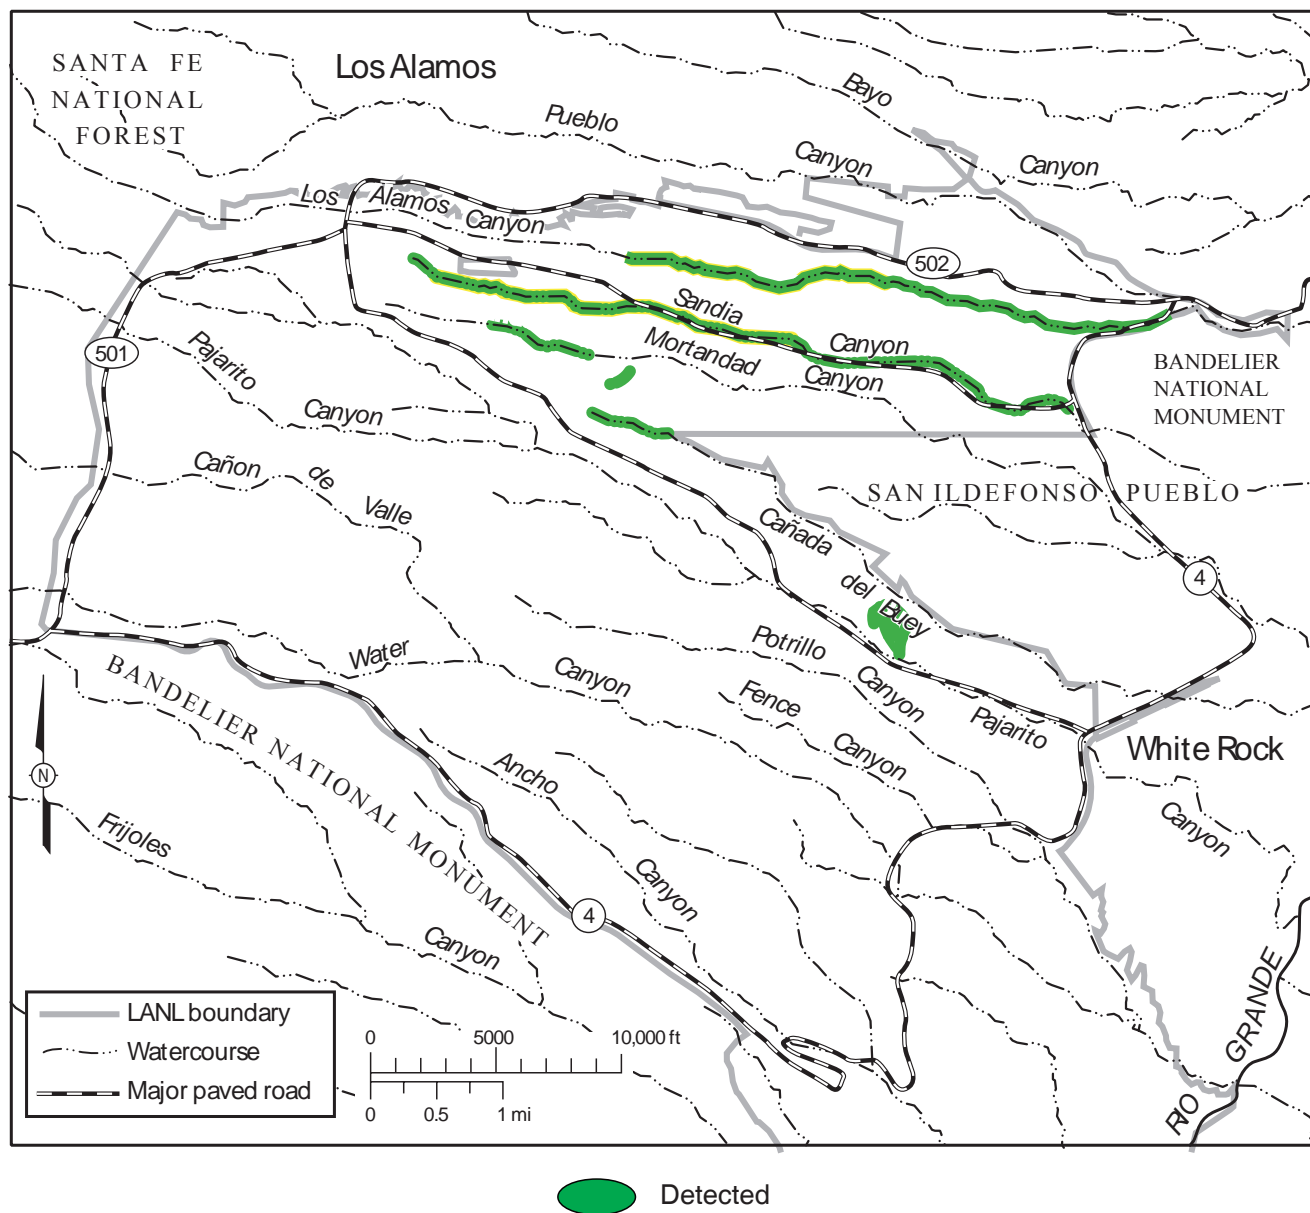 SANTA FE
NATIONAL
FOREST
Los Alamos
Bayo
Pueblo
Canyon
Canyon
Los Alamos Canyon
502
Sandia
Canyon
Mortandad
Canyon
501
Pajarito
Canyon
BANDELIER
NATIONAL
MONUMENT
Cañon
de
Valle
SAN ILDEFONSO PUEBLO
Cañada
del Buey
4
Water
Canyon
Potrillo
Canyon
Fence
Canyon
Pajarito
White Rock
Canyon
BANDELIER NATIONAL MONUMENT
N
Ancho
Canyon
Frijoles
Canyon
4
RIO GRANDE
LANL boundary
Watercourse
Major paved road
0 5000 10,000 ft
0 0.5 1 mi
Detected